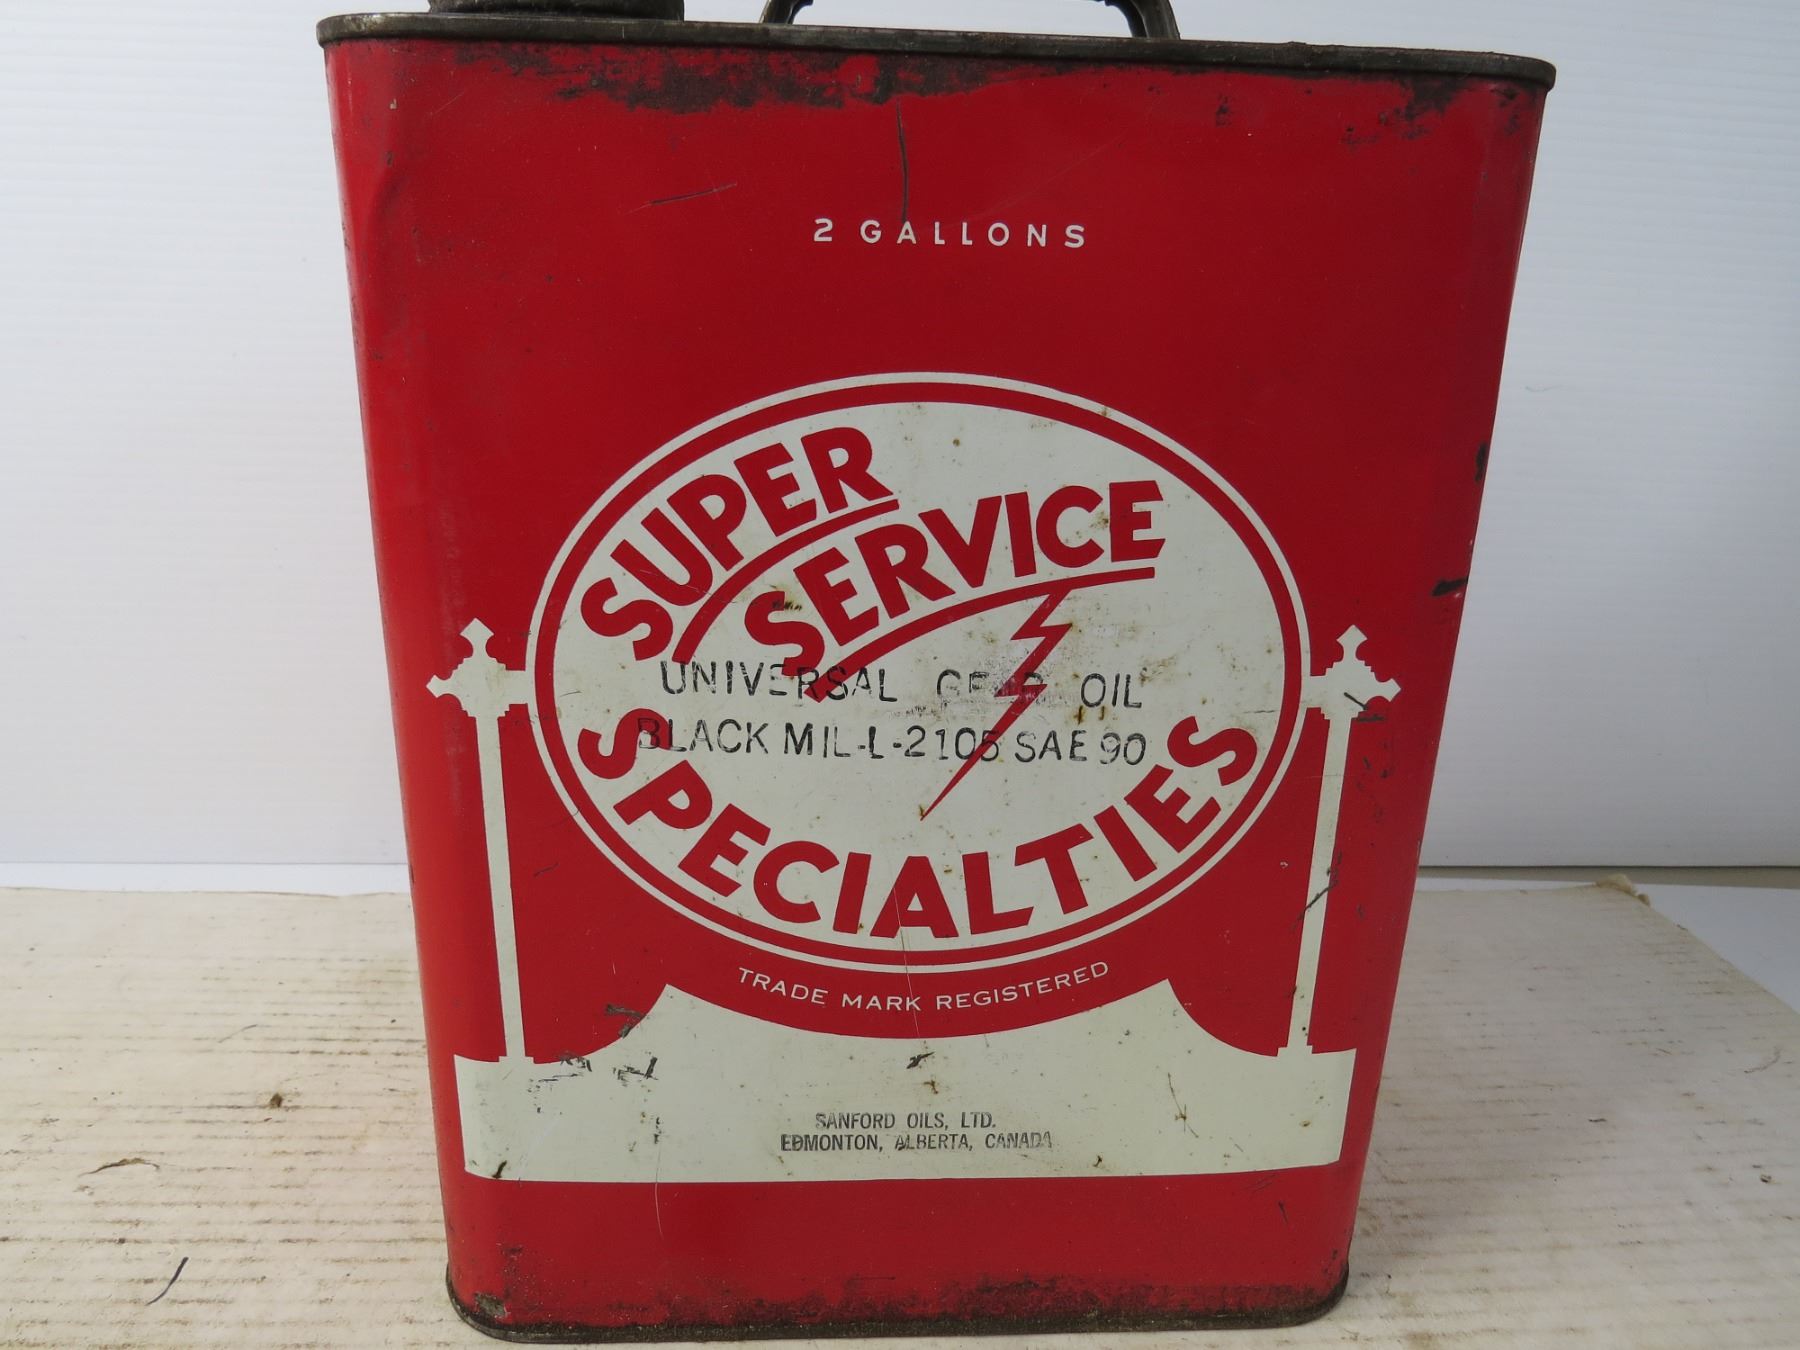 2 GALLONS
SUPER
SERVICE
UNIVERSAL GEAR OIL
BLACK MIL-L-2105 SAE 90
SPECIALTIES
TRADE MARK REGISTERED
SANFORD OILS, LTD.
EDMONTON, ALBERTA, CANADA